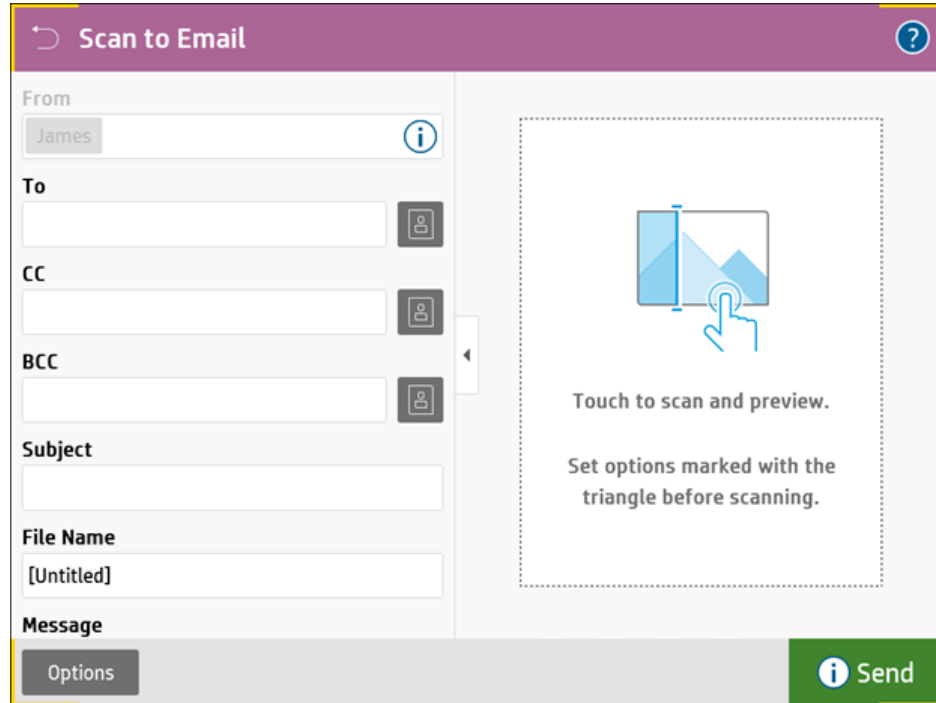 Scan to Email
?
From
James
i
To
CC
BCC
Subject
File Name
[Untitled]
Message
Touch to scan and preview.
Set options marked with the
triangle before scanning.
Options
i Send